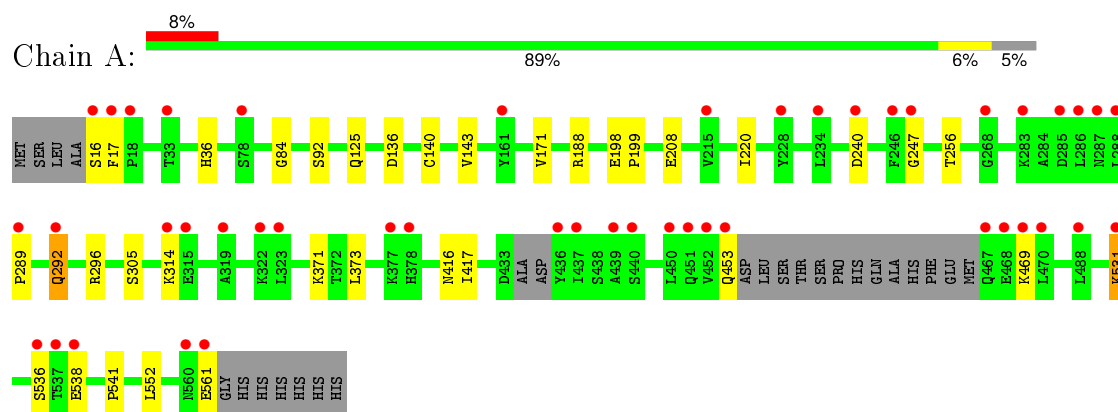 8%
Chain A:
89% 6% 5%
MET SER LEU ALA S16 F17 P18 T33 H36 S78 G84 S92 Q125 D136 C140 V143 Y161 V171 R188 E198 P199 E208 V215 I220 Y228 L234 D240 F246 G247 T256 G268 K283 A284 D285 L286 N287 L288
P289 Q292 R296 S305 K314 E315 A319 K322 L323 K371 T372 L373 K377 H378 N416 I417 D433 ALA ASP Y436 I437 S438 A439 S440 L450 Q451 V452 Q453 ASP LEU SER THR SER PRO HIS GLN ALA HIS PHE GLU MET Q467 E468 K469 L470 L488 K531
S536 T537 E538 P541 L552 N560 E561 GLY HIS HIS HIS HIS HIS HIS